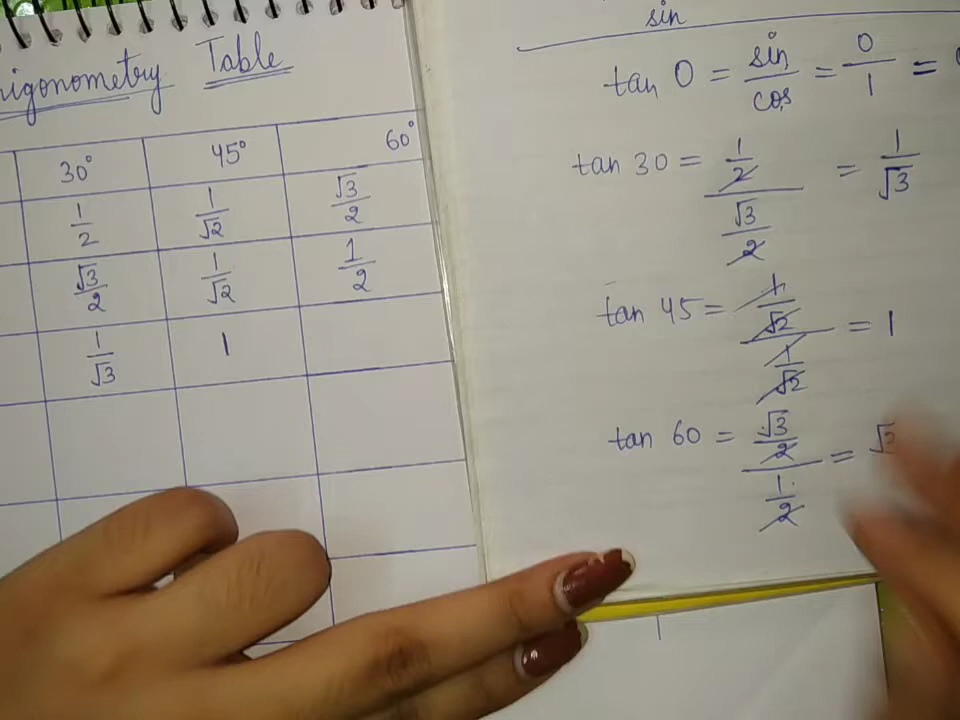 rigonometry Table
30° 45° 60°
1/2 1/√2 √3/2
√3/2 1/√2 1/2
1/√3 1
sin
tan 0 = sin/cos = 0/1 =
tan 30 = (1/2)/(√3/2) = 1/√3
tan 45 = (1/√2)/(1/√2) = 1
tan 60 = (√3/2)/(1/2) =